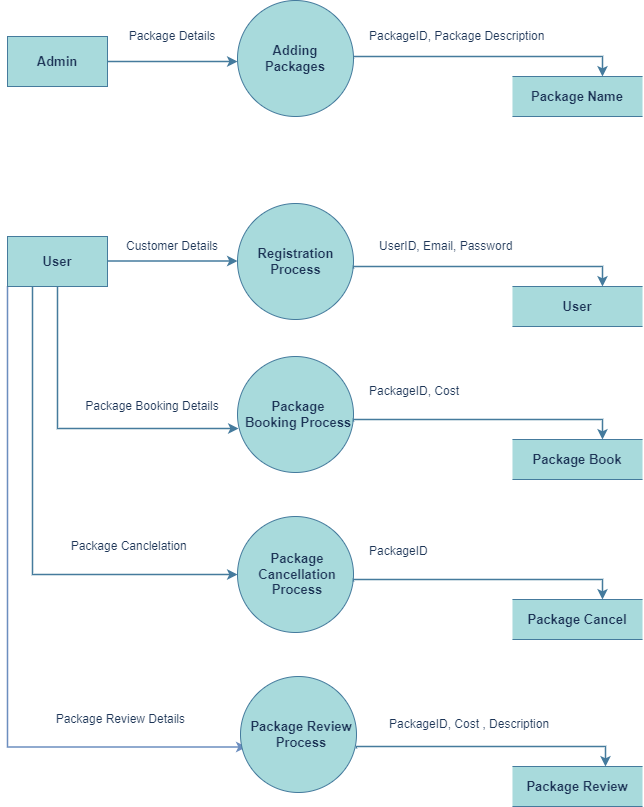 Package Details
PackageID, Package Description
Admin
Adding
Packages
Package Name
Customer Details
UserID, Email, Password
User
Registration
Process
User
Package Booking Details
PackageID, Cost
Package
Booking Process
Package Book
Package Canclelation
PackageID
Package
Cancellation
Process
Package Cancel
Package Review Details
PackageID, Cost , Description
Package Review
Process
Package Review